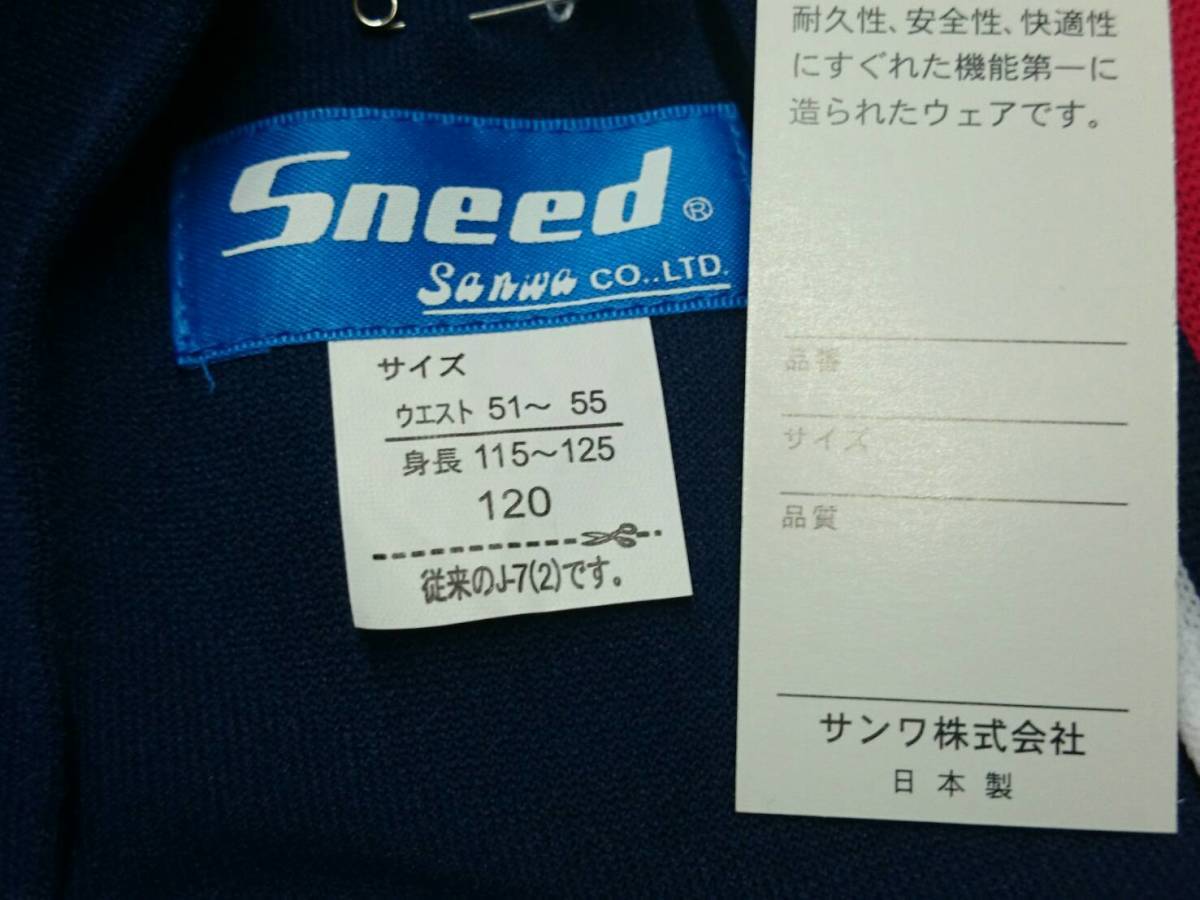 Sneed ®
Sanwa CO.,LTD.
サイズ
ウエスト 51～ 55
身長 115～125
120
従来のJ-7(2)です。
耐久性、安全性、快適性
にすぐれた機能第一に
造られたウェアです。
品番
サイズ
品質
サンワ株式会社
日本製